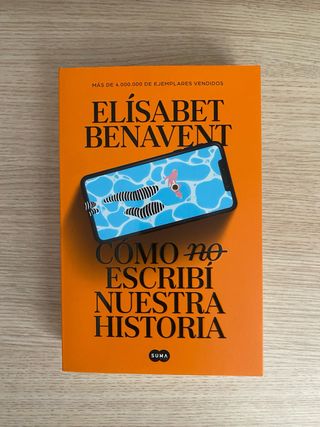 MÁS DE 4.000.000 DE EJEMPLARES VENDIDOS
ELÍSABET
BENAVENT
CÓMO no
ESCRIBÍ
NUESTRA
HISTORIA
SUMA